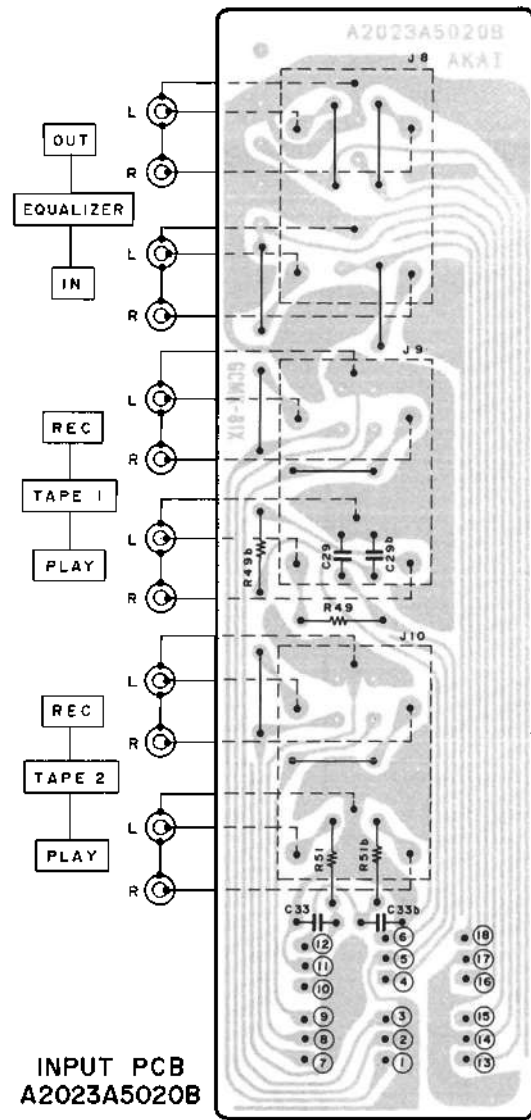 A2023A5020B
AKAI
J8
L
OUT
R
EQUALIZER
L
IN
R
J9
GCM11-81X
L
REC
R
TAPE 1
L
PLAY
R
R49b
C29
C29b
R49
J10
L
REC
R
TAPE 2
L
PLAY
R
R51
R51b
C33
C33b
12
6
18
11
5
17
10
4
16
9
3
15
8
2
14
7
1
13
INPUT PCB
A2023A5020B